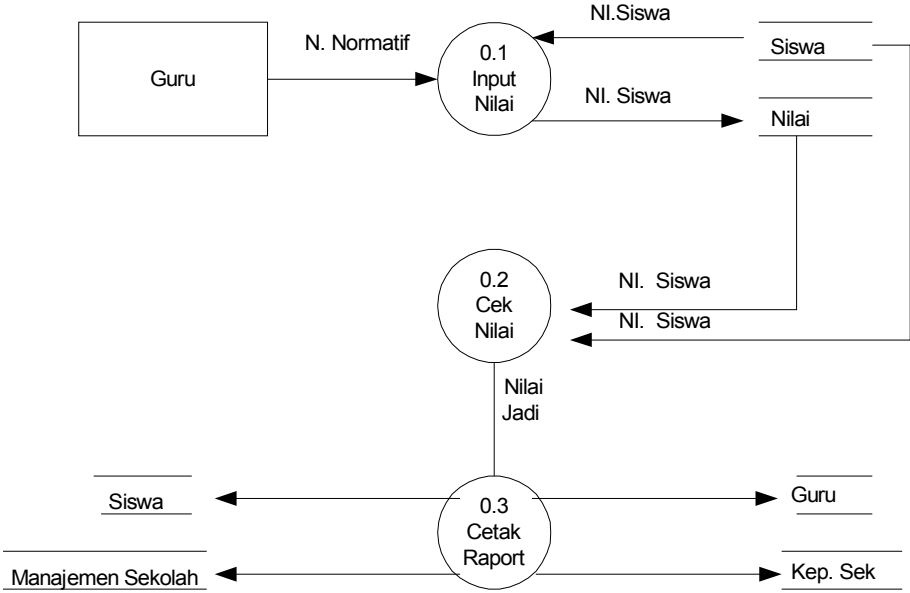 NI.Siswa
N. Normatif
Guru
0.1
Input
Nilai
Siswa
NI. Siswa
Nilai
0.2
Cek
Nilai
NI. Siswa
NI. Siswa
Nilai
Jadi
Siswa
0.3
Cetak
Raport
Guru
Manajemen Sekolah
Kep. Sek